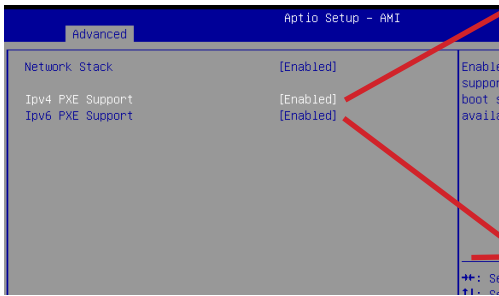 Aptio Setup – AMI
Advanced
Network Stack [Enabled]
Ipv4 PXE Support [Enabled]
Ipv6 PXE Support [Enabled]